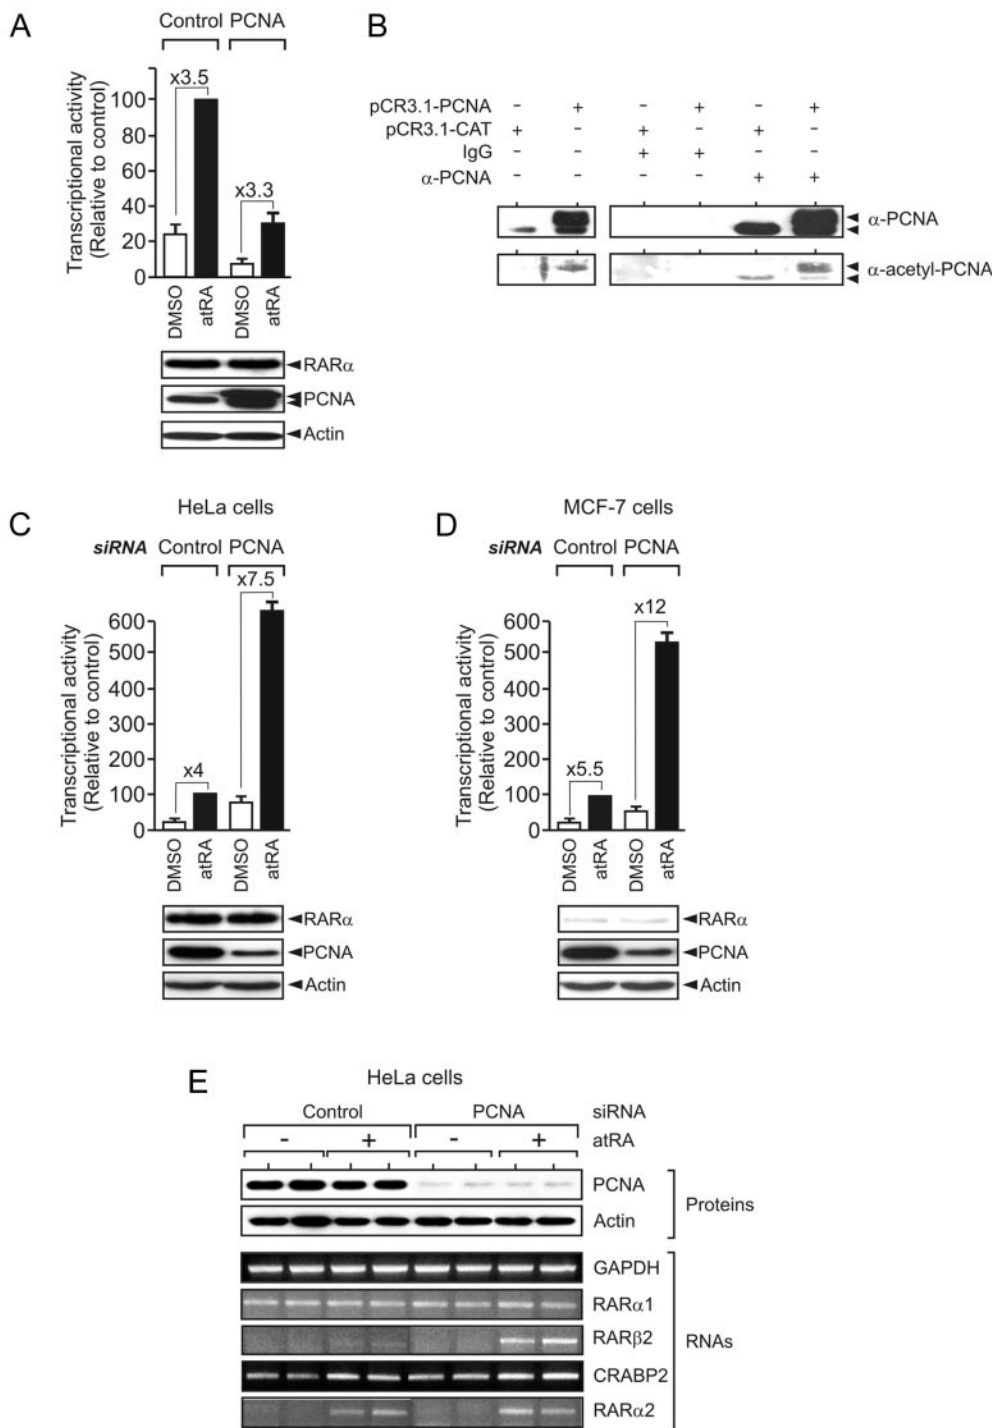 A
Control PCNA
Transcriptional activity
(Relative to control)
100
80
60
40
20
0
x3.5
x3.3
DMSO
atRA
DMSO
atRA
RARα
PCNA
Actin
B
pCR3.1-PCNA - + - + - +
pCR3.1-CAT + - + - + -
IgG - - + + - -
α-PCNA - - - - + +
α-PCNA
α-acetyl-PCNA
C
HeLa cells
siRNA Control PCNA
Transcriptional activity
(Relative to control)
600
500
400
300
200
100
0
x4
x7.5
DMSO
atRA
DMSO
atRA
RARα
PCNA
Actin
D
MCF-7 cells
siRNA Control PCNA
Transcriptional activity
(Relative to control)
600
500
400
300
200
100
0
x5.5
x12
DMSO
atRA
DMSO
atRA
RARα
PCNA
Actin
E
HeLa cells
Control PCNA siRNA
- + - + atRA
PCNA
Actin
Proteins
GAPDH
RARα1
RARβ2
CRABP2
RARα2
RNAs